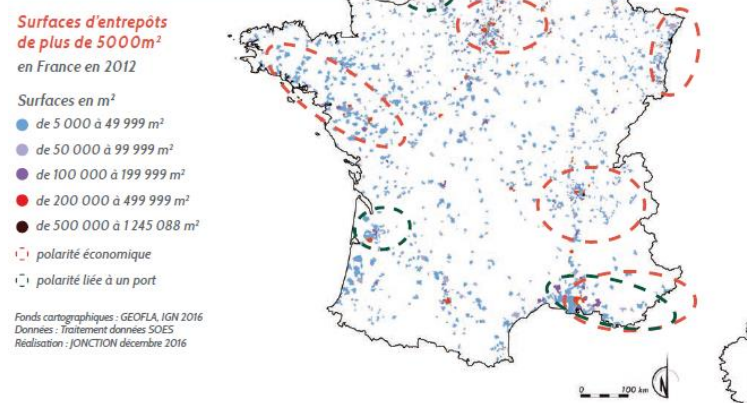 Surfaces d'entrepôts
de plus de 5000m²
en France en 2012
Surfaces en m²
de 5 000 à 49 999 m²
de 50 000 à 99 999 m²
de 100 000 à 199 999 m²
de 200 000 à 499 999 m²
de 500 000 à 1 245 088 m²
polarité économique
polarité liée à un port
Fonds cartographiques : GEOFLA, IGN 2016
Données : Traitement données SOES
Réalisation : JONCTION décembre 2016
0 100 km
N